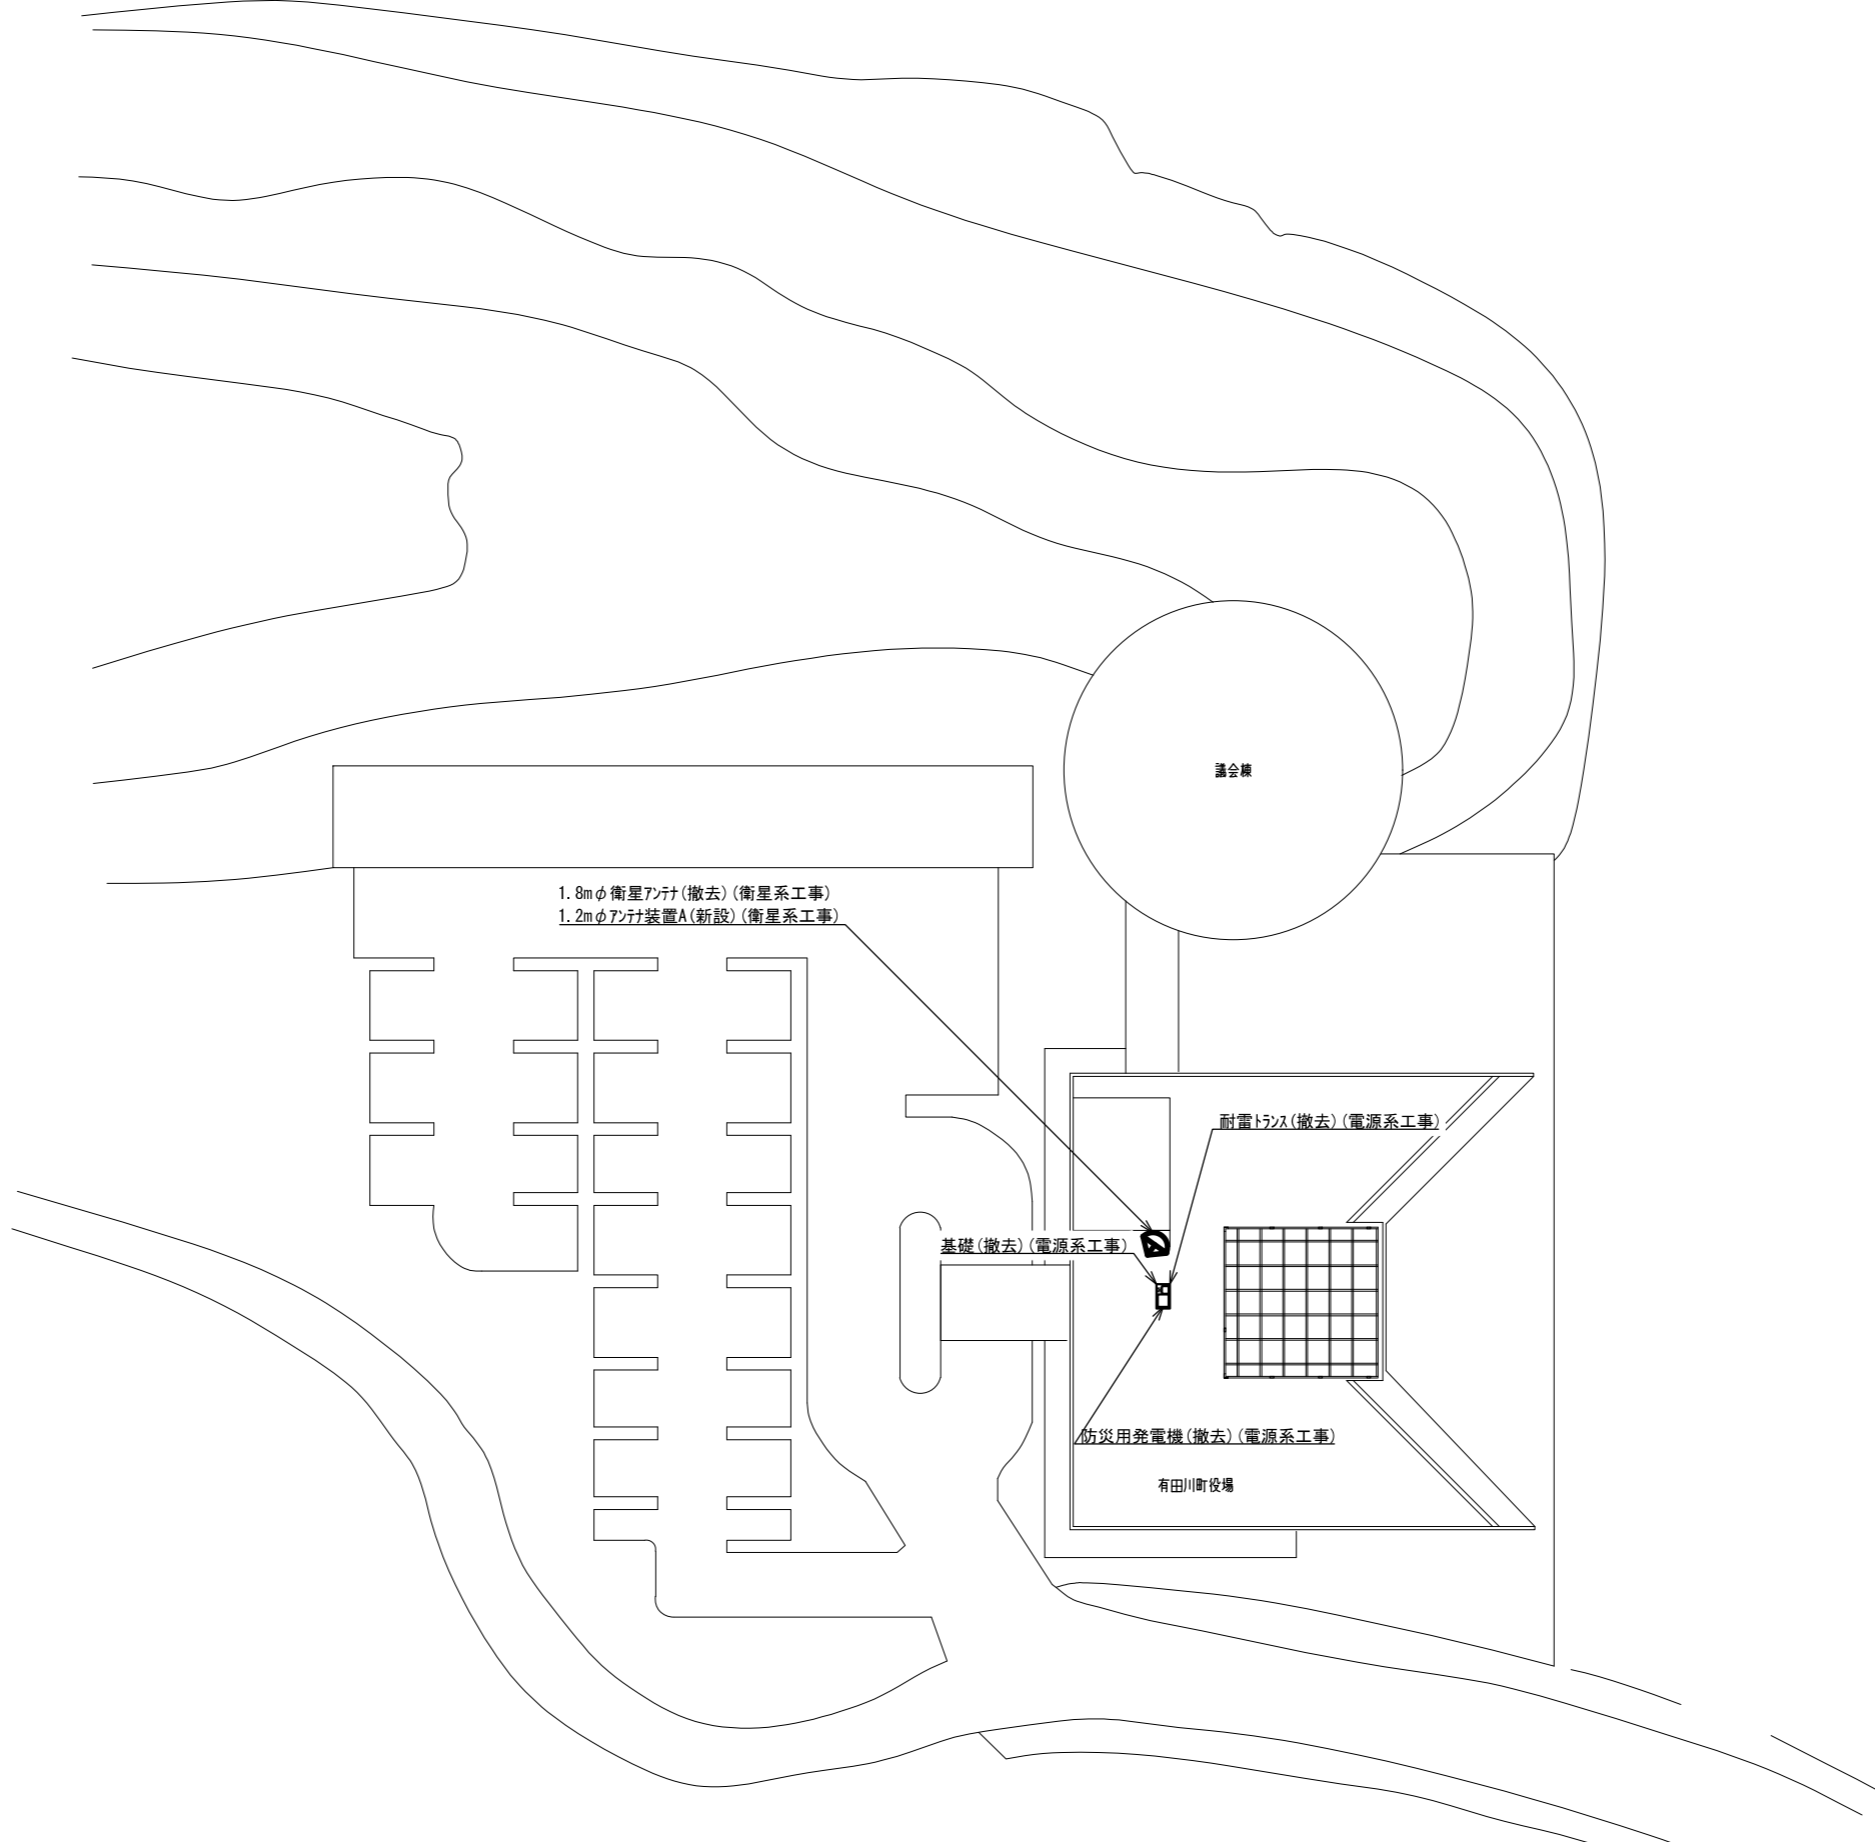 議会棟
1.8mφ衛星ｱﾝﾃﾅ(撤去)(衛星系工事)
1.2mφｱﾝﾃﾅ装置A(新設)(衛星系工事)
耐雷ﾄﾗﾝｽ(撤去)(電源系工事)
基礎(撤去)(電源系工事)
防災用発電機(撤去)(電源系工事)
有田川町役場